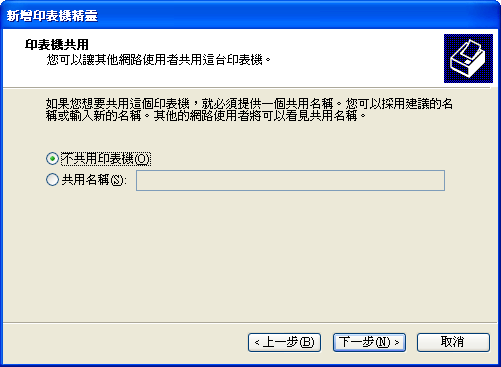 新增印表機精靈
印表機共用
您可以讓其他網路使用者共用這台印表機。
如果您想要共用這個印表機，就必須提供一個共用名稱。您可以採用建議的名
稱或輸入新的名稱。其他的網路使用者將可以看見共用名稱。
不共用印表機(O)
共用名稱(S):
< 上一步(B)
下一步(N) >
取消